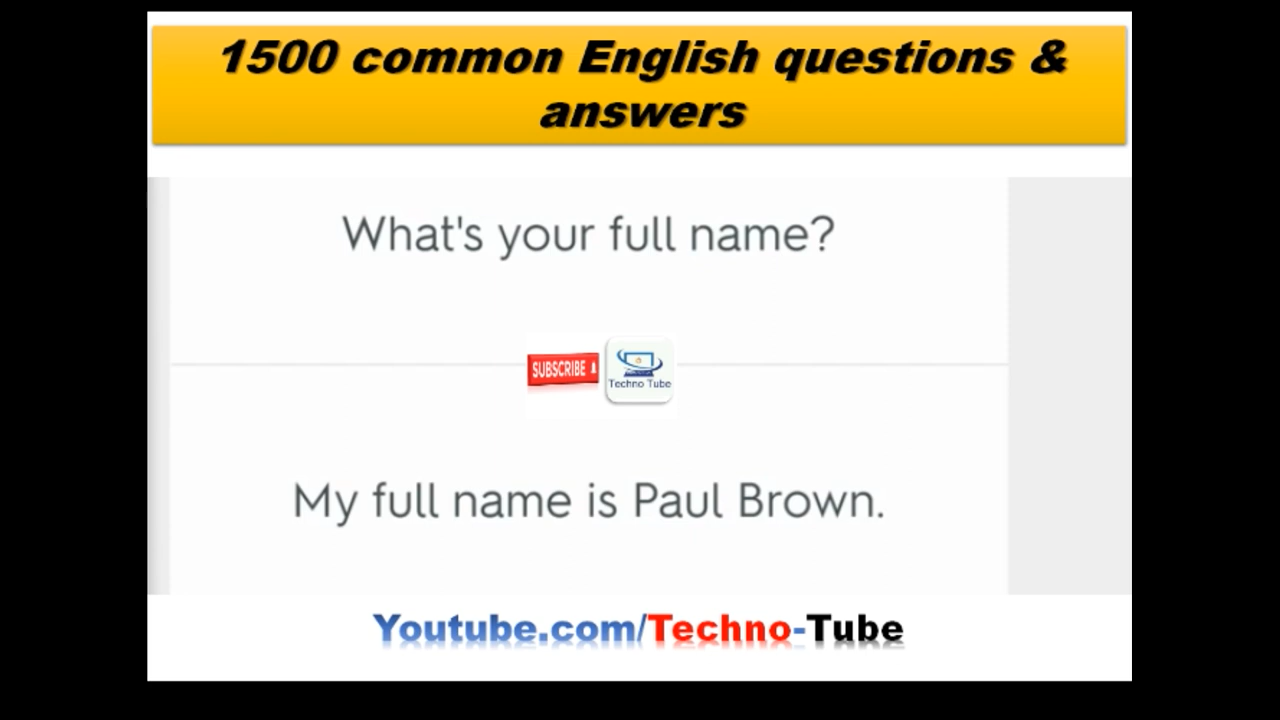 1500 common English questions &
answers
What's your full name?
SUBSCRIBE
Techno Tube
My full name is Paul Brown.
Youtube.com/Techno-Tube